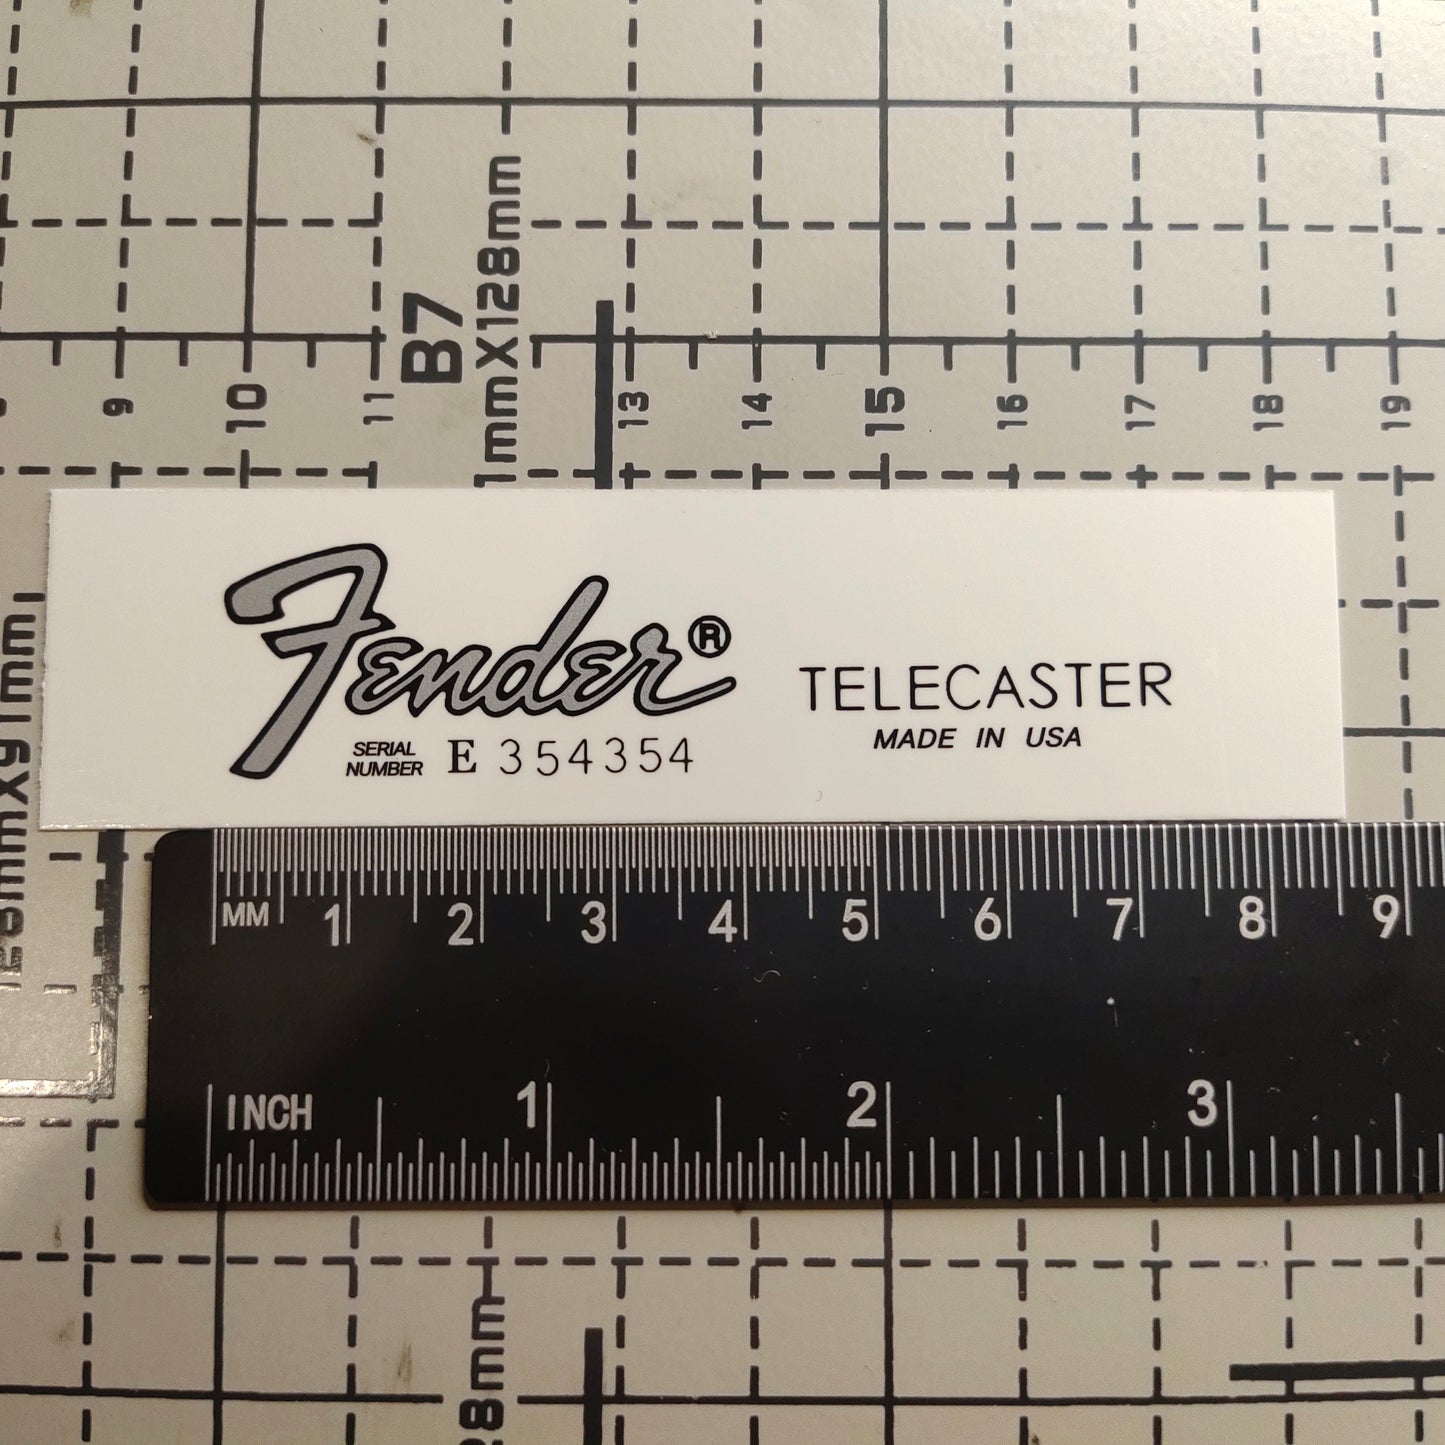 B7
1mmX128mm
9 10 11 13 14 15 16 17 18 19
Fender®
TELECASTER
SERIAL
NUMBER E 354354
MADE IN USA
MM 1 2 3 4 5 6 7 8 9
INCH 1 2 3